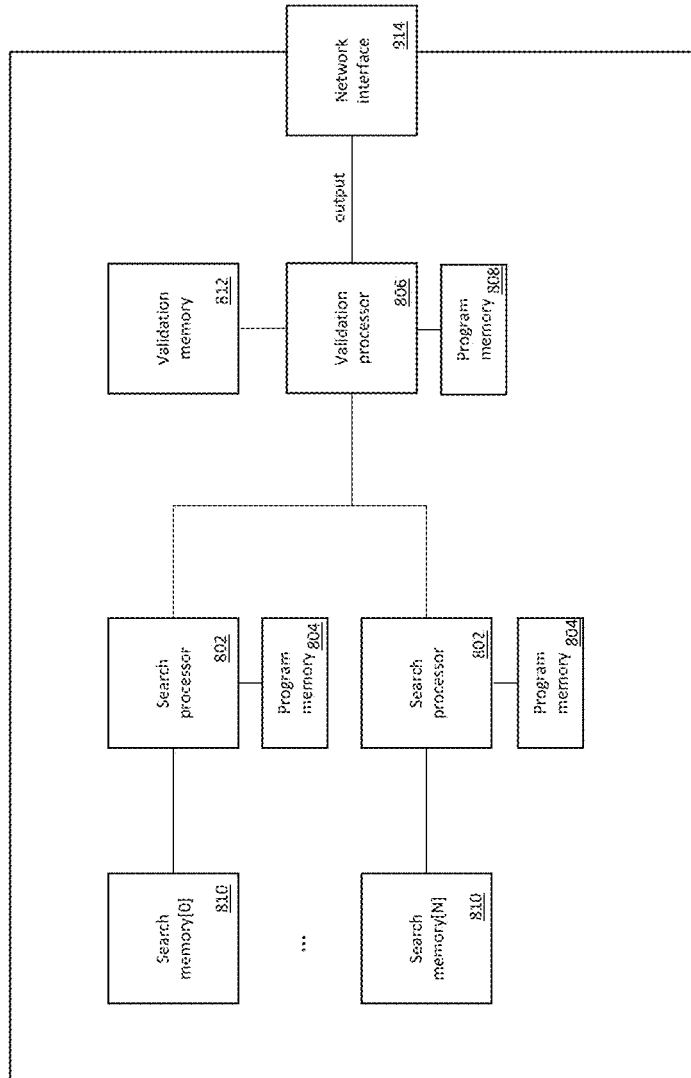 Search
memory[0]
810
Search
processor
802
Program
memory
804
Validation
memory
812
...
Search
memory[N]
810
Search
processor
802
Program
memory
804
Validation
processor
806
Program
memory
808
output
Network
interface
914